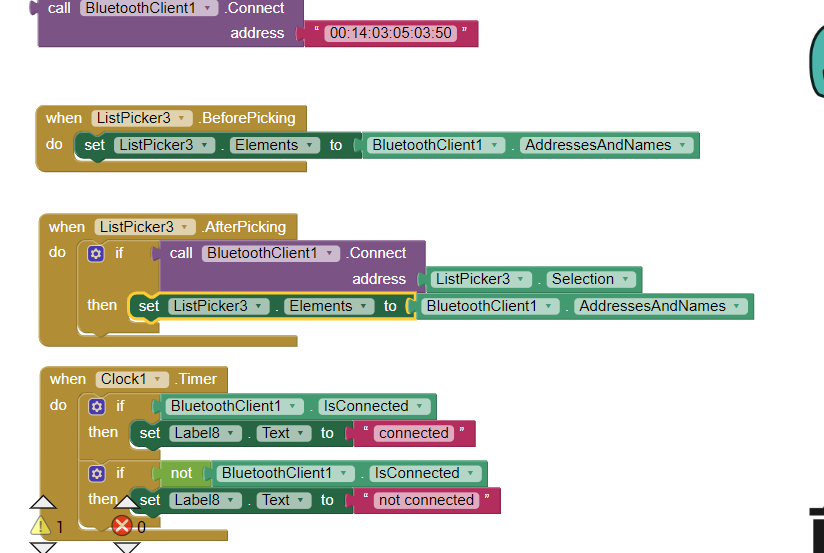 call BluetoothClient1 .Connect
address " 00:14:03:05:03:50 "
when ListPicker3 .BeforePicking
do set ListPicker3 . Elements to BluetoothClient1 . AddressesAndNames
when ListPicker3 .AfterPicking
do if call BluetoothClient1 .Connect
address ListPicker3 . Selection
then set ListPicker3 . Elements to BluetoothClient1 . AddressesAndNames
when Clock1 .Timer
do if BluetoothClient1 . IsConnected
then set Label8 . Text to " connected "
if not BluetoothClient1 . IsConnected
then set Label8 . Text to " not connected "
1 0